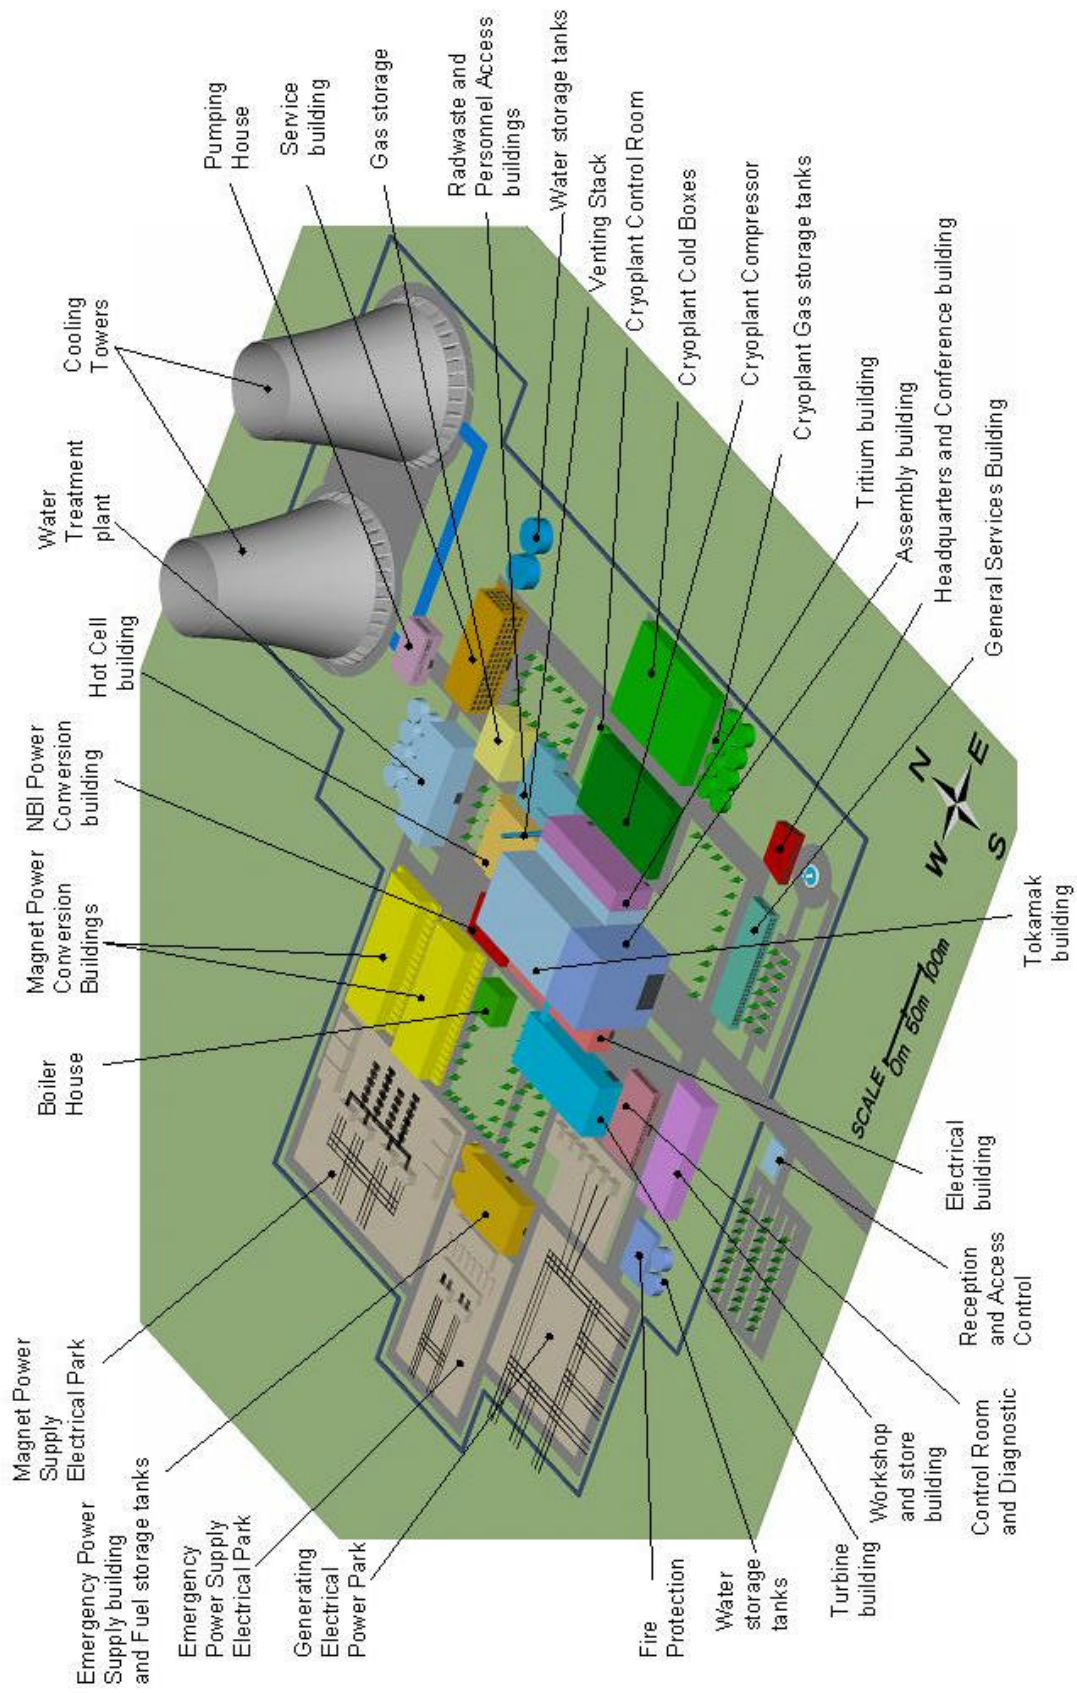 Magnet Power
Supply
Electrical Park
Boiler
House
Magnet Power
Conversion
Buildings
NBI Power
Conversion
building
Hot Cell
building
Water
Treatment
plant
Cooling
Towers
Pumping
House
Service
building
Gas storage
Radwaste and
Personnel Access
buildings
Water storage tanks
Venting Stack
Cryoplant Control Room
Cryoplant Cold Boxes
Cryoplant Compressor
Cryoplant Gas storage tanks
Tritium building
Assembly building
Headquarters and Conference building
General Services Building
Emergency Power
Supply building
and Fuel storage tanks
Emergency
Power Supply
Electrical Park
Generating
Electrical
Power Park
Fire
Protection
Water
storage
tanks
Turbine
building
Workshop
and store
building
Control Room
and Diagnostic
Reception
and Access
Control
Electrical
building
Tokamak
building
SCALE
0m 50m 100m
N
W
E
S